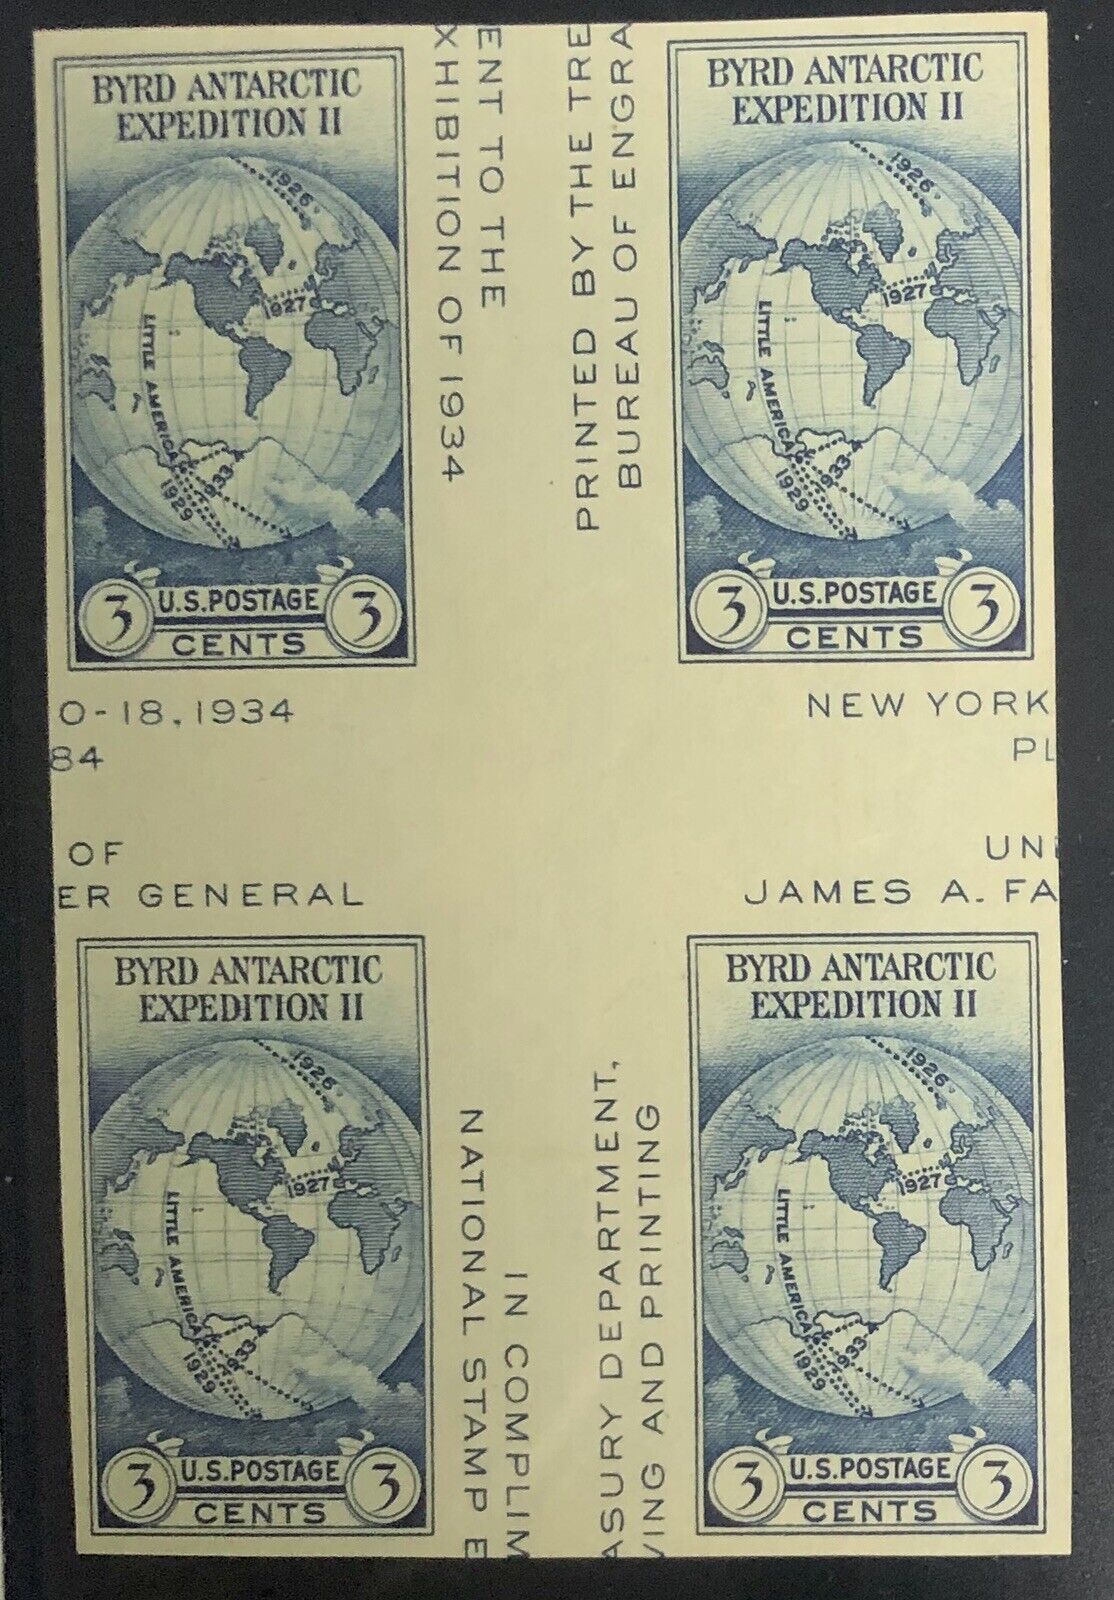 BYRD ANTARCTIC
EXPEDITION II
1926
1927
LITTLE AMERICA
1933
1929
3 U.S.POSTAGE 3
CENTS
ENT TO THE
XHIBITION OF 1934
PRINTED BY THE TRE
BUREAU OF ENGRA
BYRD ANTARCTIC
EXPEDITION II
1926
1927
LITTLE AMERICA
1933
1929
3 U.S.POSTAGE 3
CENTS
0-18, 1934
84
NEW YORK
PL
OF
ER GENERAL
UNI
JAMES A. FA
BYRD ANTARCTIC
EXPEDITION II
1926
1927
LITTLE AMERICA
1933
1929
3 U.S.POSTAGE 3
CENTS
IN COMPLIM
NATIONAL STAMP E
ASURY DEPARTMENT,
VING AND PRINTING
BYRD ANTARCTIC
EXPEDITION II
1926
1927
LITTLE AMERICA
1933
1929
3 U.S.POSTAGE 3
CENTS